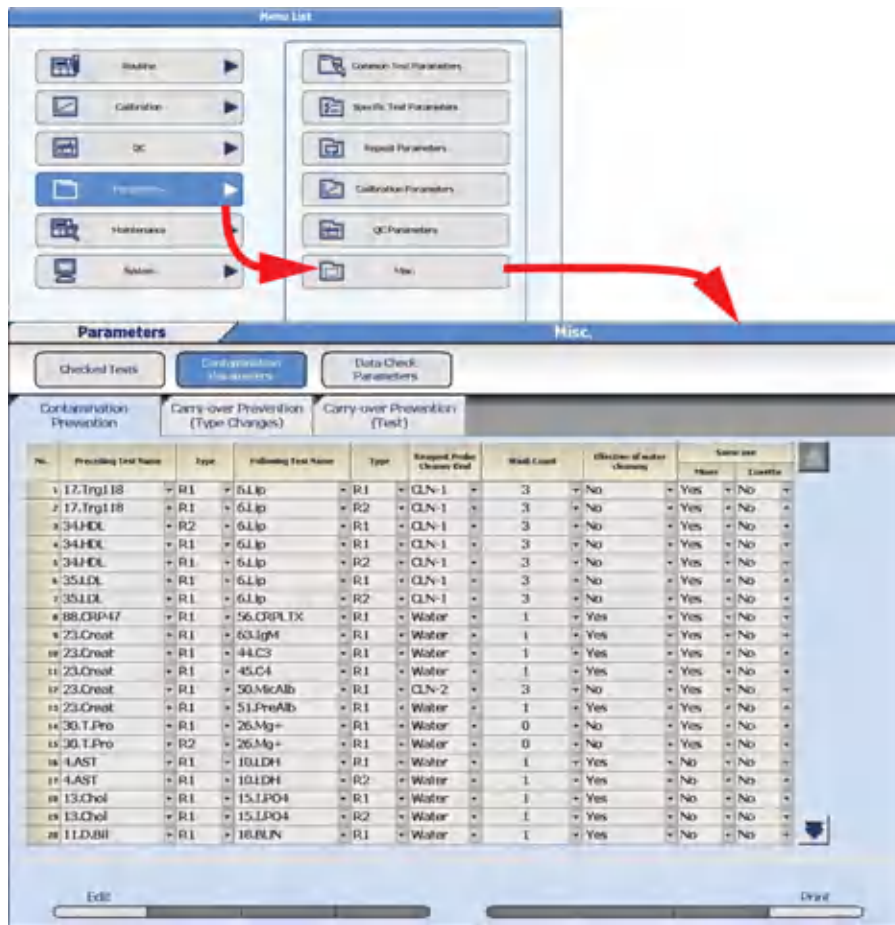 Menu List
Routine
Common Test Parameters
Calibration
Specific Test Parameters
QC
Repeat Parameters
Parameters
Calibration Parameters
Maintenance
QC Parameters
System
Misc.
Parameters
Misc.
Checked Tests
Contamination Parameters
Data Check Parameters
Contamination Prevention
Carry-over Prevention (Type Changes)
Carry-over Prevention (Test)
No. Preceding Test Name Type Following Test Name Type Reagent Probe Cleaner Kind Wash Count Effective of water cleaning Same use
Mixer Cuvette
1 17.Trg118 R1 6.Lip R1 CLN-1 3 No Yes No
2 17.Trg118 R1 6.Lip R2 CLN-1 3 No Yes No
3 34.HDL R2 6.Lip R1 CLN-1 3 No Yes No
4 34.HDL R1 6.Lip R1 CLN-1 3 No Yes No
5 34.HDL R1 6.Lip R2 CLN-1 3 No Yes No
6 35.LDL R1 6.Lip R1 CLN-1 3 No Yes No
7 35.LDL R1 6.Lip R2 CLN-1 3 No Yes No
8 88.CRP47 R1 56.CRPLTX R1 Water 1 Yes Yes No
9 23.Creat R1 63.IgM R1 Water 1 Yes Yes No
10 23.Creat R1 44.C3 R1 Water 1 Yes Yes No
11 23.Creat R1 45.C4 R1 Water 1 Yes Yes No
12 23.Creat R1 50.MicAlb R1 CLN-2 3 No Yes No
13 23.Creat R1 51.PreAlb R1 Water 1 Yes Yes No
14 30.T.Pro R1 26.Mg+ R1 Water 0 No Yes No
15 30.T.Pro R2 26.Mg+ R1 Water 0 No Yes No
16 4.AST R1 10.LDH R1 Water 1 Yes No No
17 4.AST R1 10.LDH R2 Water 1 Yes No No
18 13.Chol R1 15.I.PO4 R1 Water 1 Yes No No
19 13.Chol R1 15.I.PO4 R2 Water 1 Yes No No
20 11.D.Bil R1 18.BUN R1 Water 1 Yes No No
Edit
Print